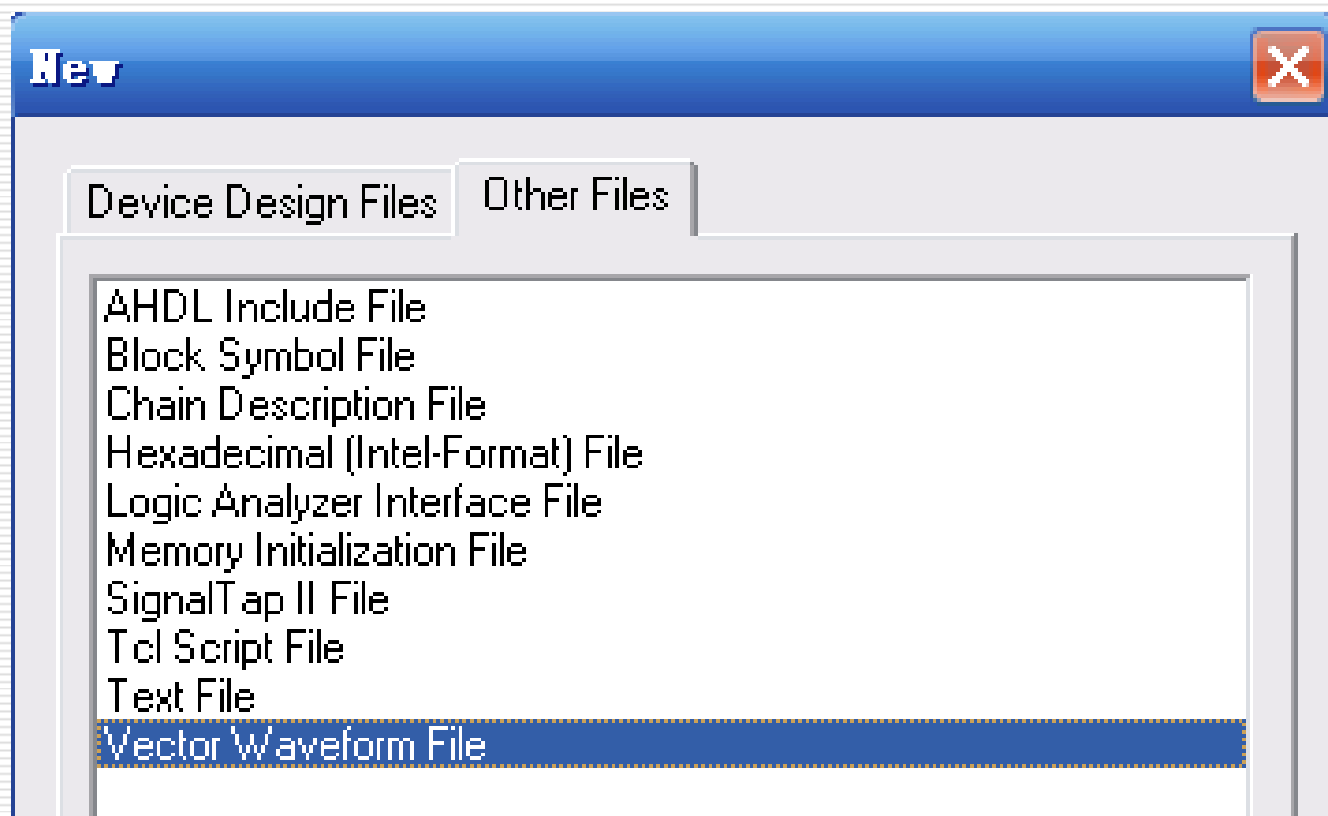 New
Device Design Files
Other Files
AHDL Include File
Block Symbol File
Chain Description File
Hexadecimal (Intel-Format) File
Logic Analyzer Interface File
Memory Initialization File
SignalTap II File
Tcl Script File
Text File
Vector Waveform File